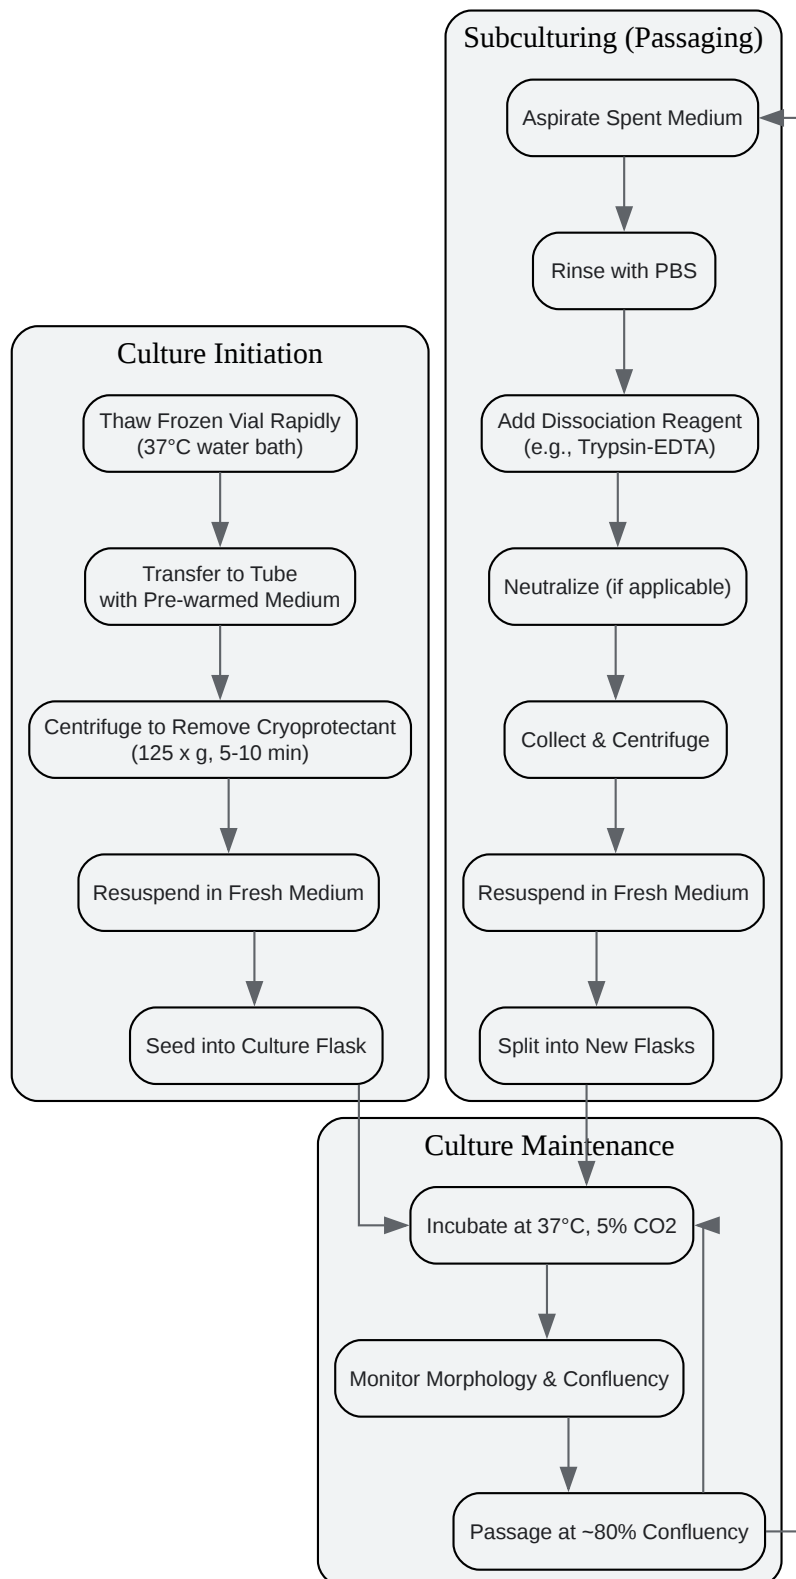 Subculturing (Passaging)
Aspirate Spent Medium
Rinse with PBS
Add Dissociation Reagent
(e.g., Trypsin-EDTA)
Neutralize (if applicable)
Collect & Centrifuge
Resuspend in Fresh Medium
Split into New Flasks
Culture Initiation
Thaw Frozen Vial Rapidly
(37°C water bath)
Transfer to Tube
with Pre-warmed Medium
Centrifuge to Remove Cryoprotectant
(125 x g, 5-10 min)
Resuspend in Fresh Medium
Seed into Culture Flask
Culture Maintenance
Incubate at 37°C, 5% CO2
Monitor Morphology & Confluency
Passage at ~80% Confluency